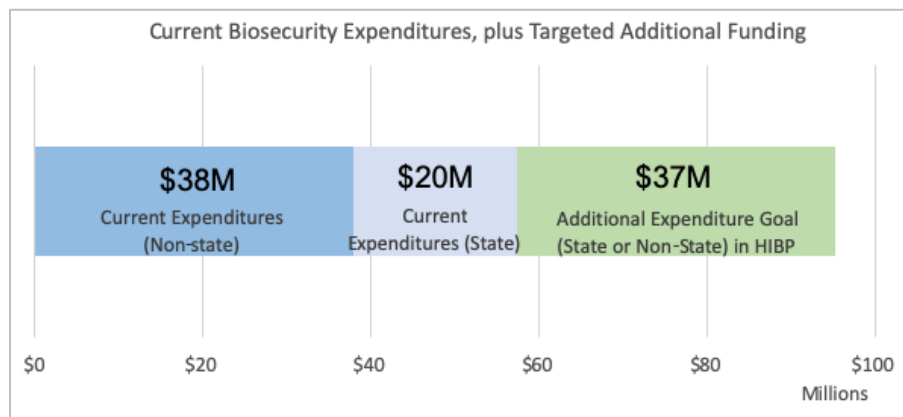 Current Biosecurity Expenditures, plus Targeted Additional Funding
$38M
Current Expenditures
(Non-state)
$20M
Current
Expenditures (State)
$37M
Additional Expenditure Goal
(State or Non-State) in HIBP
$0 $20 $40 $60 $80 $100
Millions